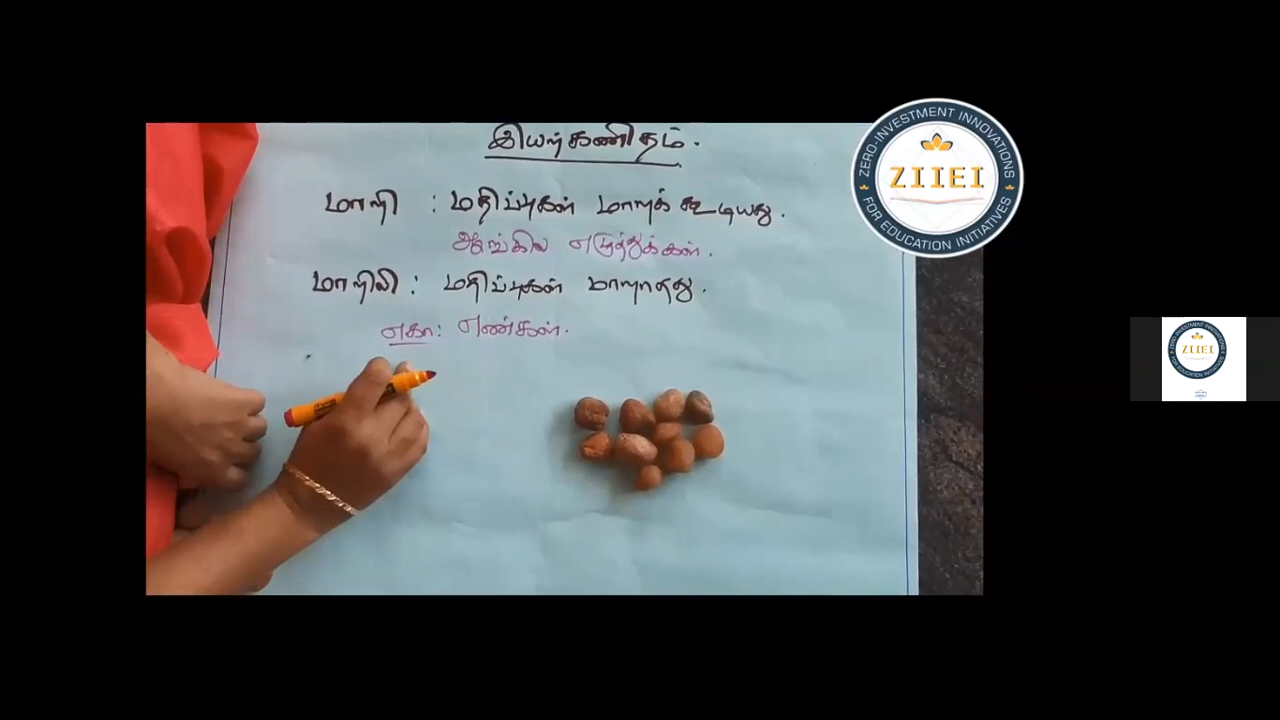 இயற்கணிதம்.
மாறி : மதிப்புகள் மாறக் கூடியது.
ஆங்கில எழுத்துக்கள்.
மாறிலி : மதிப்புகள் மாறாதது.
எகா: எண்கள்.
ZERO-INVESTMENT INNOVATIONS
ZIIEI
FOR EDUCATION INITIATIVES
ZIIEI